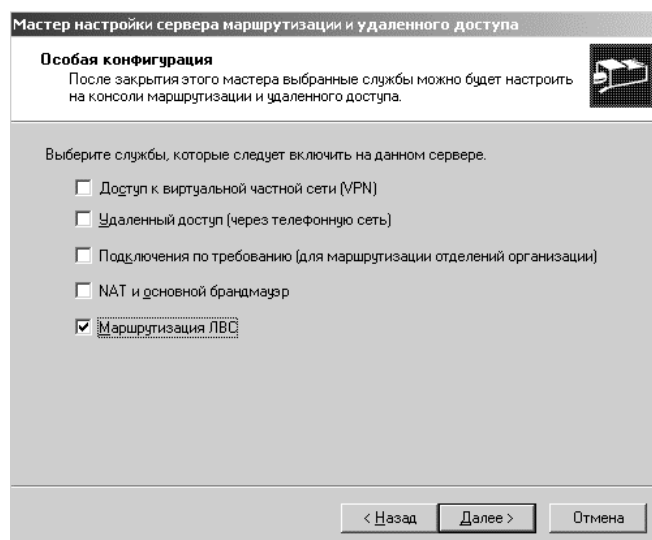 Мастер настройки сервера маршрутизации и удаленного доступа
Особая конфигурация
После закрытия этого мастера выбранные службы можно будет настроить
на консоли маршрутизации и удаленного доступа.
Выберите службы, которые следует включить на данном сервере.
Доступ к виртуальной частной сети (VPN)
Удаленный доступ (через телефонную сеть)
Подключения по требованию (для маршрутизации отделений организации)
NAT и основной брандмауэр
Маршрутизация ЛВС
< Назад Далее > Отмена